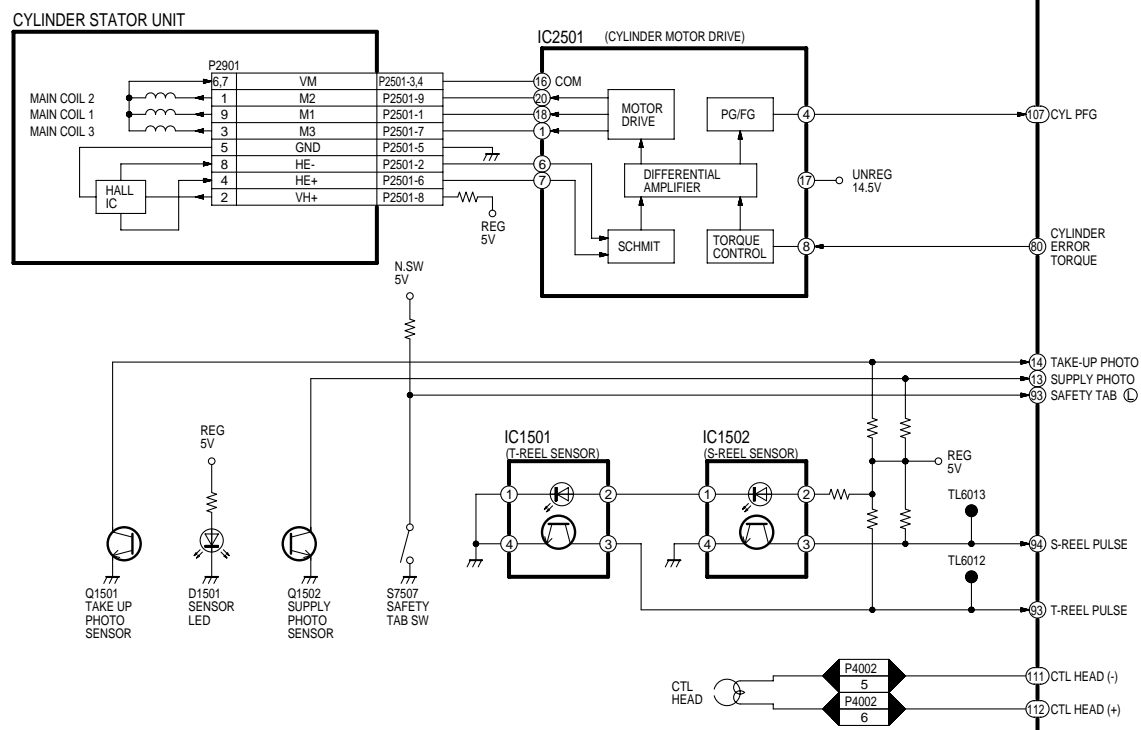 CYLINDER STATOR UNIT
P2901
6,7 VM P2501-3,4
MAIN COIL 2 1 M2 P2501-9
MAIN COIL 1 9 M1 P2501-1
MAIN COIL 3 3 M3 P2501-7
5 GND P2501-5
8 HE- P2501-2
4 HE+ P2501-6
2 VH+ P2501-8
HALL
IC
REG
5V
IC2501 (CYLINDER MOTOR DRIVE)
16 COM
20
18
1
6
7
MOTOR
DRIVE
PG/FG
4
DIFFERENTIAL
AMPLIFIER
17
UNREG
14.5V
SCHMIT
TORQUE
CONTROL
8
107 CYL PFG
80
CYLINDER
ERROR
TORQUE
N.SW
5V
14 TAKE-UP PHOTO
13 SUPPLY PHOTO
93 SAFETY TAB L
REG
5V
IC1501
(T-REEL SENSOR)
1 2
4 3
IC1502
(S-REEL SENSOR)
1 2
4 3
REG
5V
TL6013
94 S-REEL PULSE
TL6012
93 T-REEL PULSE
Q1501
TAKE UP
PHOTO
SENSOR
D1501
SENSOR
LED
Q1502
SUPPLY
PHOTO
SENSOR
S7507
SAFETY
TAB SW
CTL
HEAD
P4002
5
111 CTL HEAD (-)
P4002
6
112 CTL HEAD (+)